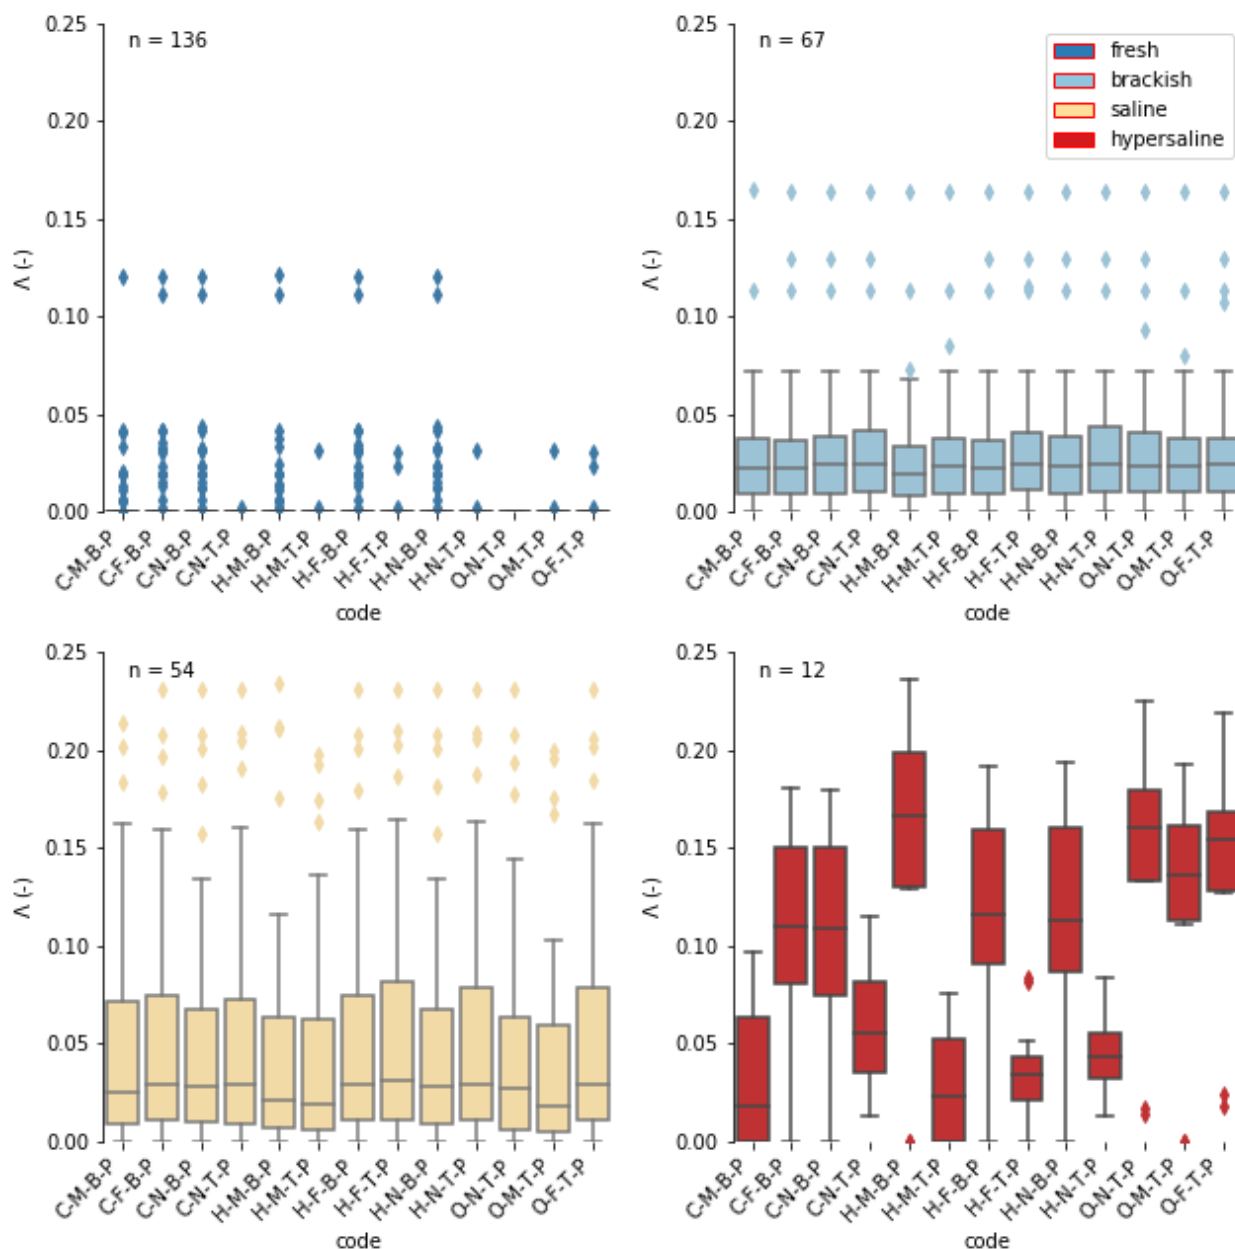 n = 136
0.25
0.20
0.15
0.10
0.05
0.00
Λ (-)
C-M-B-P
C-F-B-P
C-N-B-P
C-N-T-P
H-M-B-P
H-M-T-P
H-F-B-P
H-F-T-P
H-N-B-P
H-N-T-P
O-N-T-P
O-M-T-P
O-F-T-P
code
n = 67
fresh
brackish
saline
hypersaline
0.25
0.20
0.15
0.10
0.05
0.00
Λ (-)
C-M-B-P
C-F-B-P
C-N-B-P
C-N-T-P
H-M-B-P
H-M-T-P
H-F-B-P
H-F-T-P
H-N-B-P
H-N-T-P
O-N-T-P
O-M-T-P
O-F-T-P
code
n = 54
0.25
0.20
0.15
0.10
0.05
0.00
Λ (-)
C-M-B-P
C-F-B-P
C-N-B-P
C-N-T-P
H-M-B-P
H-M-T-P
H-F-B-P
H-F-T-P
H-N-B-P
H-N-T-P
O-N-T-P
O-M-T-P
O-F-T-P
code
n = 12
0.25
0.20
0.15
0.10
0.05
0.00
Λ (-)
C-M-B-P
C-F-B-P
C-N-B-P
C-N-T-P
H-M-B-P
H-M-T-P
H-F-B-P
H-F-T-P
H-N-B-P
H-N-T-P
O-N-T-P
O-M-T-P
O-F-T-P
code